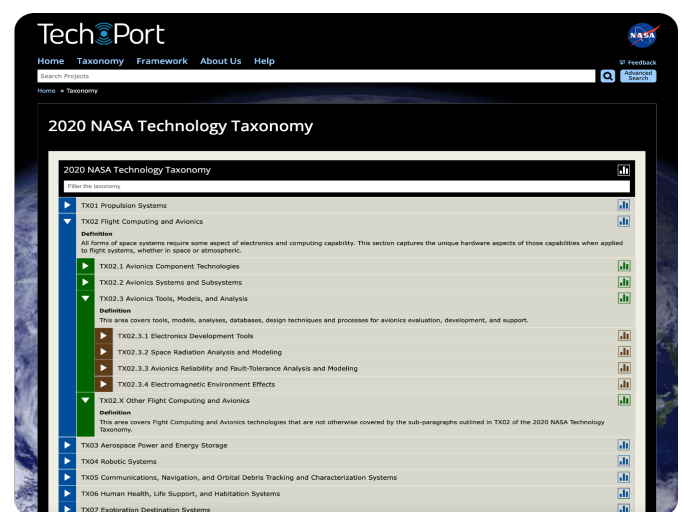 Tech Port
NASA
Home Taxonomy Framework About Us Help
Feedback
Search Projects
Advanced Search
Home Taxonomy
2020 NASA Technology Taxonomy
2020 NASA Technology Taxonomy
Filter the taxonomy
TX01 Propulsion Systems
TX02 Flight Computing and Avionics
Definition
All forms of space systems require some aspect of electronics and computing capability. This section captures the unique hardware aspects of those capabilities when applied
to flight systems, whether in space or atmospheric.
TX02.1 Avionics Component Technologies
TX02.2 Avionics Systems and Subsystems
TX02.3 Avionics Tools, Models, and Analysis
Definition
This area covers tools, models, analyses, databases, design techniques and processes for avionics evaluation, development, and support.
TX02.3.1 Electronics Development Tools
TX02.3.2 Space Radiation Analysis and Modeling
TX02.3.3 Avionics Reliability and Fault-Tolerance Analysis and Modeling
TX02.3.4 Electromagnetic Environment Effects
TX02.X Other Flight Computing and Avionics
Definition
This area covers Fight Computing and Avionics technologies that are not otherwise covered by the sub-paragraphs outlined in TX02 of the 2020 NASA Technology
Taxonomy.
TX03 Aerospace Power and Energy Storage
TX04 Robotic Systems
TX05 Communications, Navigation, and Orbital Debris Tracking and Characterization Systems
TX06 Human Health, Life Support, and Habitation Systems
TX07 Exploration Destination Systems